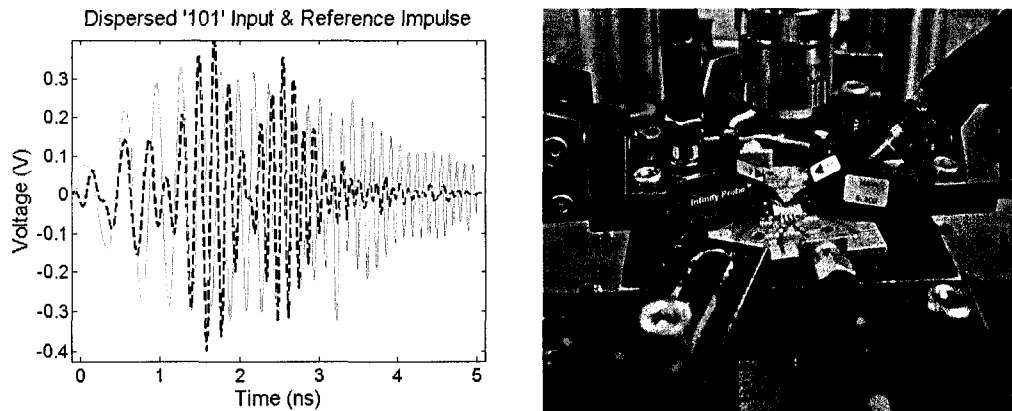 Dispersed '101' Input & Reference Impulse
Voltage (V)
0.3
0.2
0.1
0
-0.1
-0.2
-0.3
-0.4
0 1 2 3 4 5
Time (ns)
Infinity Probe